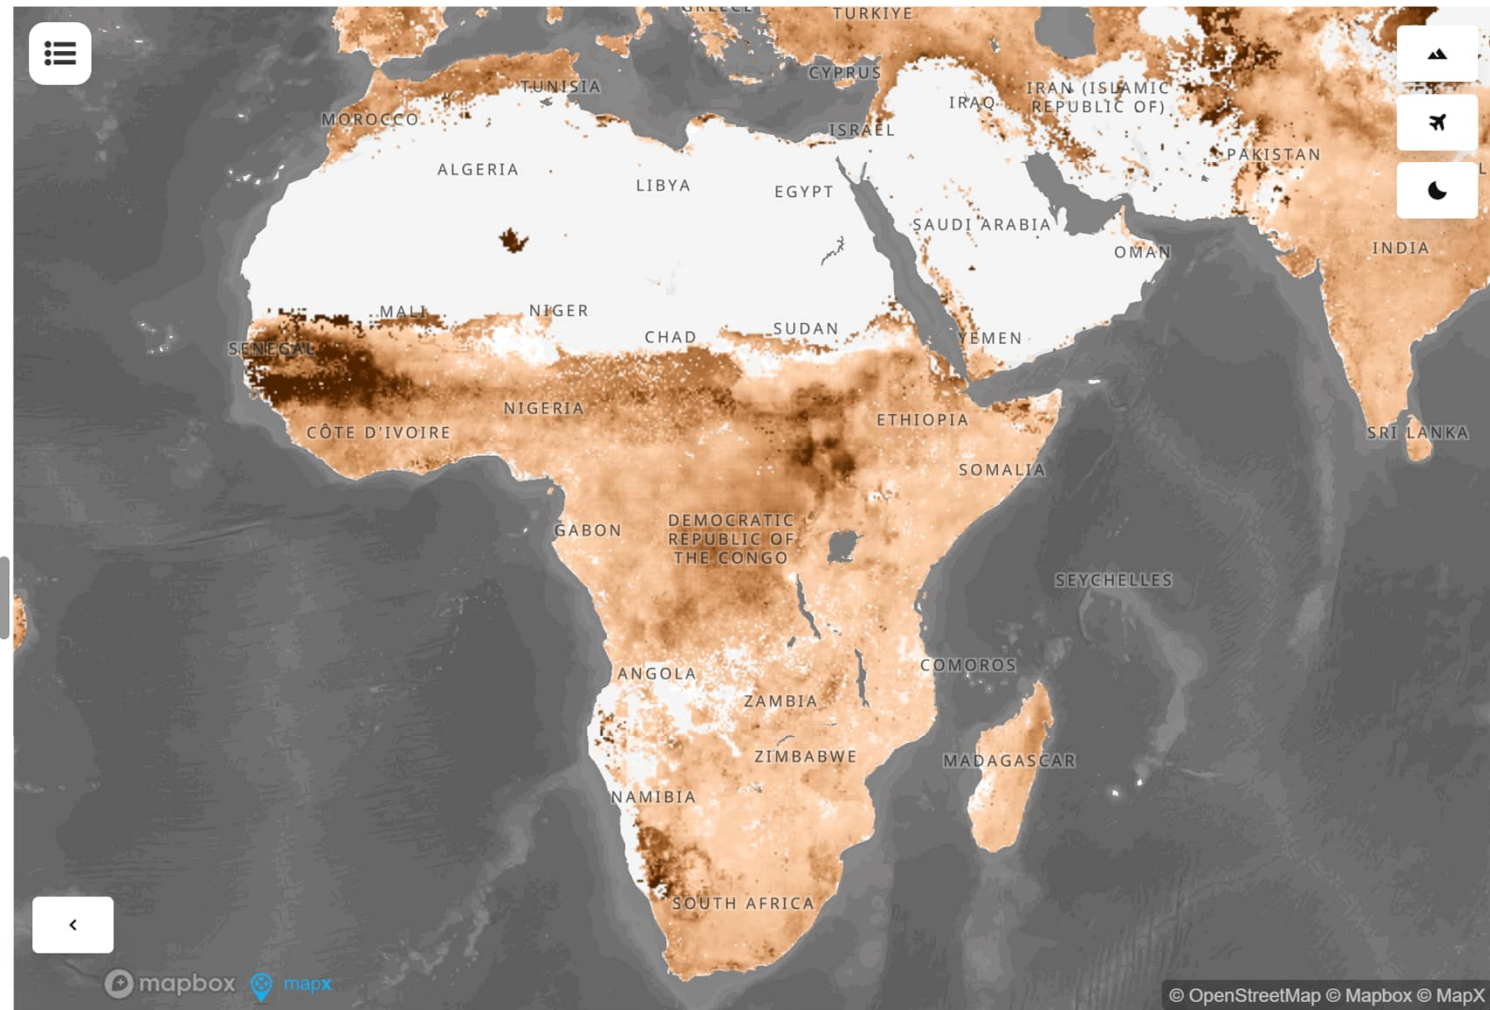 GREECE
TÜRKIYE
CYPRUS
TUNISIA
IRAQ
IRAN (ISLAMIC
REPUBLIC OF)
MOROCCO
ISRAEL
ALGERIA
LIBYA
EGYPT
PAKISTAN
SAUDI ARABIA
OMAN
INDIA
MALI
NIGER
CHAD
SUDAN
YEMEN
SENEGAL
NIGERIA
ETHIOPIA
CÔTE D'IVOIRE
SRI LANKA
SOMALIA
GABON
DEMOCRATIC
REPUBLIC OF
THE CONGO
SEYCHELLES
COMOROS
ANGOLA
ZAMBIA
ZIMBABWE
MADAGASCAR
NAMIBIA
SOUTH AFRICA
mapbox
mapx
© OpenStreetMap © Mapbox © MapX